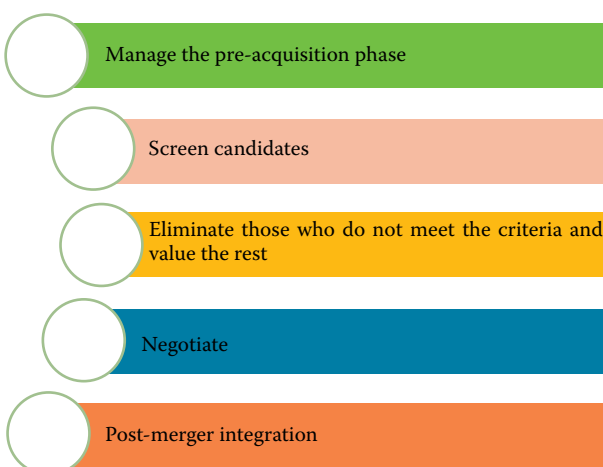 Manage the pre-acquisition phase
Screen candidates
Eliminate those who do not meet the criteria and
value the rest
Negotiate
Post-merger integration